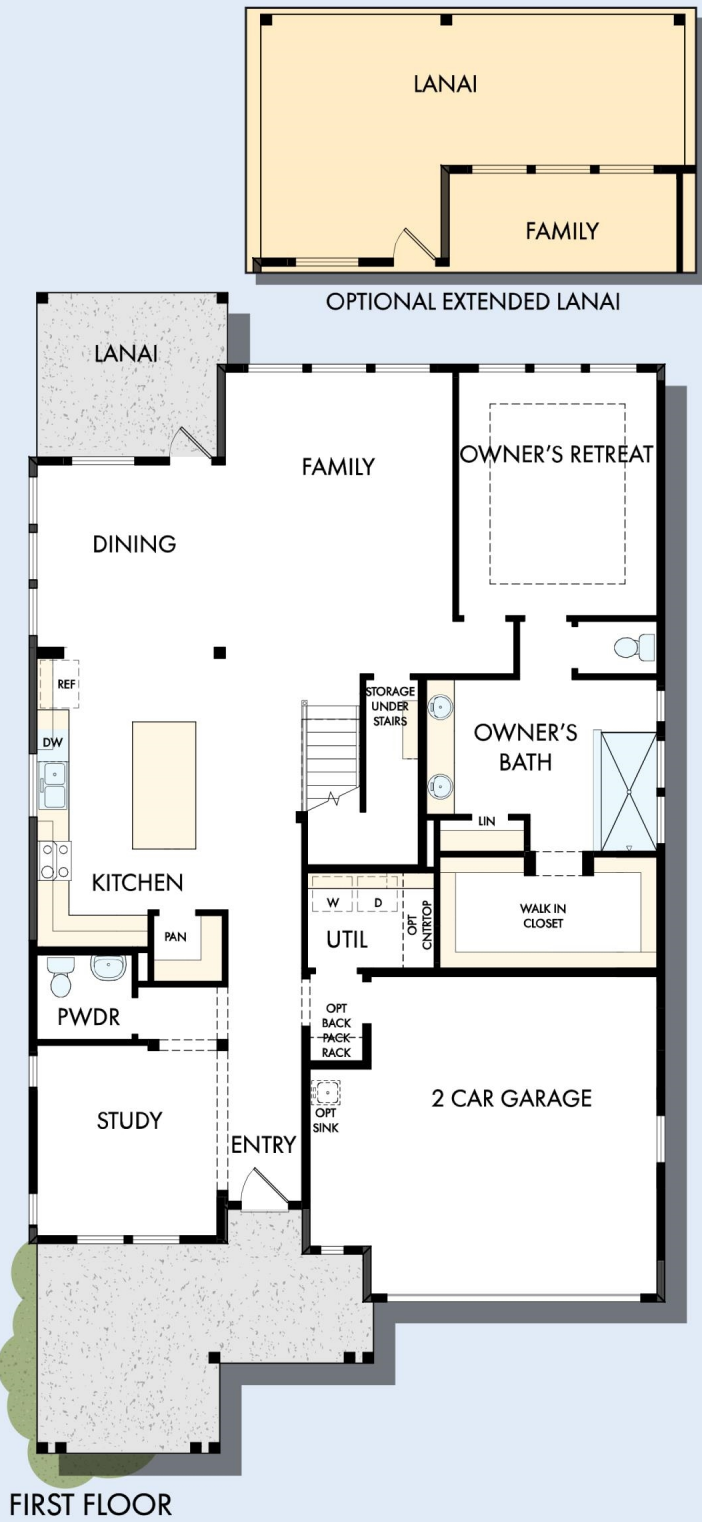 LANAI
FAMILY
OPTIONAL EXTENDED LANAI
LANAI
FAMILY
OWNER'S RETREAT
DINING
REF
STORAGE
UNDER
STAIRS
DW
OWNER'S
BATH
LIN
KITCHEN
W
D
OPT
CNTRTOP
WALK IN
CLOSET
PAN
UTIL
PWDR
OPT
BACK
PACK
RACK
2 CAR GARAGE
OPT
SINK
STUDY
ENTRY
FIRST FLOOR